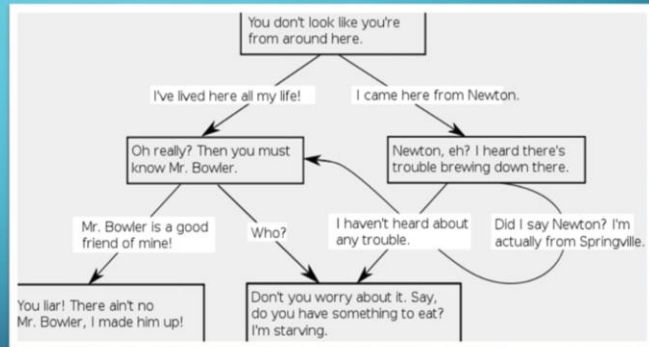 You don't look like you're
from around here.
I've lived here all my life!
I came here from Newton.
Oh really? Then you must
know Mr. Bowler.
Newton, eh? I heard there's
trouble brewing down there.
Mr. Bowler is a good
friend of mine!
Who?
I haven't heard about
any trouble.
Did I say Newton? I'm
actually from Springville.
You liar! There ain't no
Mr. Bowler, I made him up!
Don't you worry about it. Say,
do you have something to eat?
I'm starving.